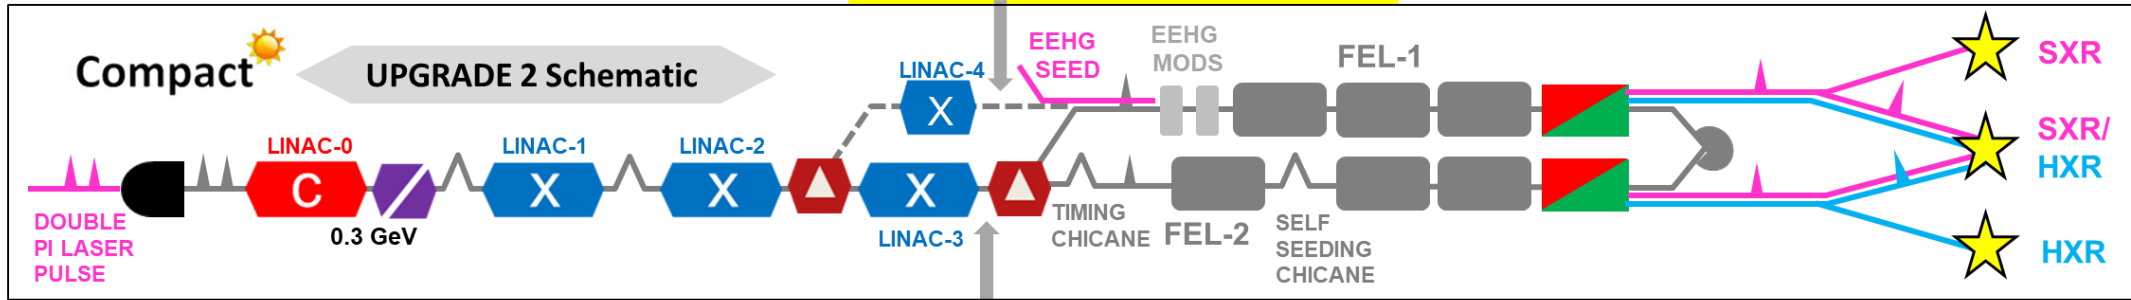 Compact
UPGRADE 2 Schematic
LINAC-4
X
EEHG
SEED
EEHG
MODS
FEL-1
SXR
LINAC-0
C
0.3 GeV
LINAC-1
X
LINAC-2
X
X
LINAC-3
DOUBLE
PI LASER
PULSE
TIMING
CHICANE
FEL-2
SELF
SEEDING
CHICANE
SXR/
HXR
HXR